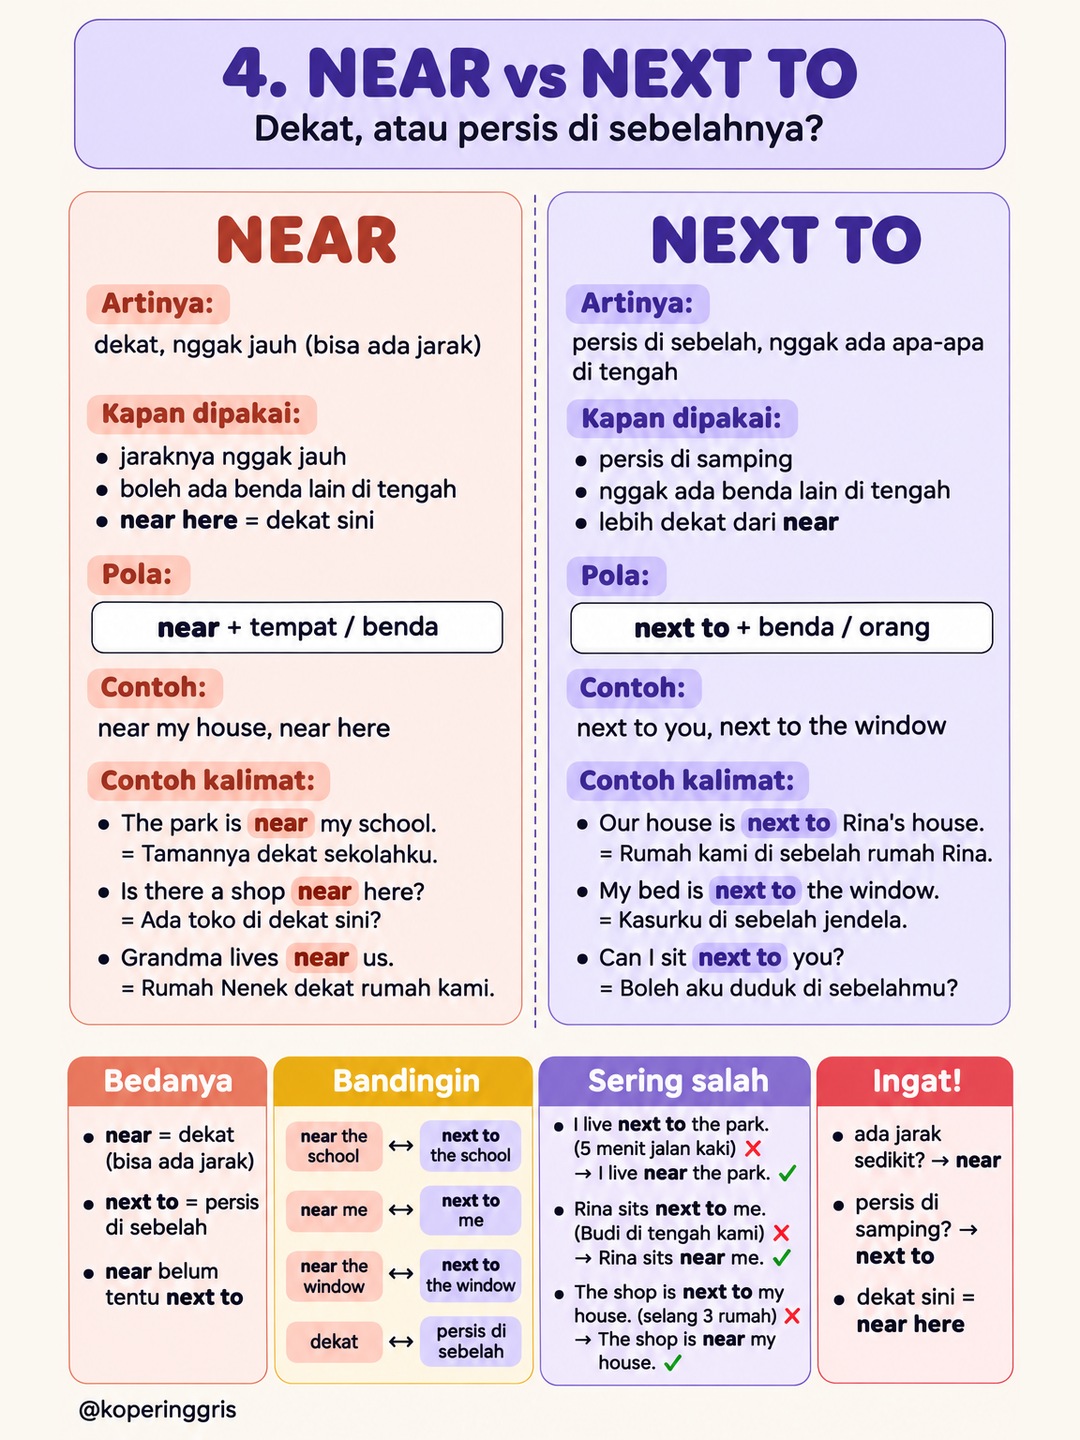 4. NEAR vs NEXT TO
Dekat, atau persis di sebelahnya?
NEAR
Artinya:
dekat, nggak jauh (bisa ada jarak)
Kapan dipakai:
• jaraknya nggak jauh
• boleh ada benda lain di tengah
• near here = dekat sini
Pola:
near + tempat / benda
Contoh:
near my house, near here
Contoh kalimat:
• The park is near my school.
= Tamannya dekat sekolahku.
• Is there a shop near here?
= Ada toko di dekat sini?
• Grandma lives near us.
= Rumah Nenek dekat rumah kami.
NEXT TO
Artinya:
persis di sebelah, nggak ada apa-apa
di tengah
Kapan dipakai:
• persis di samping
• nggak ada benda lain di tengah
• lebih dekat dari near
Pola:
next to + benda / orang
Contoh:
next to you, next to the window
Contoh kalimat:
• Our house is next to Rina's house.
= Rumah kami di sebelah rumah Rina.
• My bed is next to the window.
= Kasurku di sebelah jendela.
• Can I sit next to you?
= Boleh aku duduk di sebelahmu?
Bedanya
• near = dekat
(bisa ada jarak)
• next to = persis
di sebelah
• near belum
tentu next to
Bandingin
near the
school
↔
next to
the school
near me
↔
next to
me
near the
window
↔
next to
the window
dekat
↔
persis di
sebelah
Sering salah
• I live next to the park.
(5 menit jalan kaki) ❌
→ I live near the park. ✓
• Rina sits next to me.
(Budi di tengah kami) ❌
→ Rina sits near me. ✓
• The shop is next to my
house. (selang 3 rumah) ❌
→ The shop is near my
house. ✓
Ingat!
• ada jarak
sedikit? → near
• persis di
samping? →
next to
• dekat sini =
near here
@koperinggris